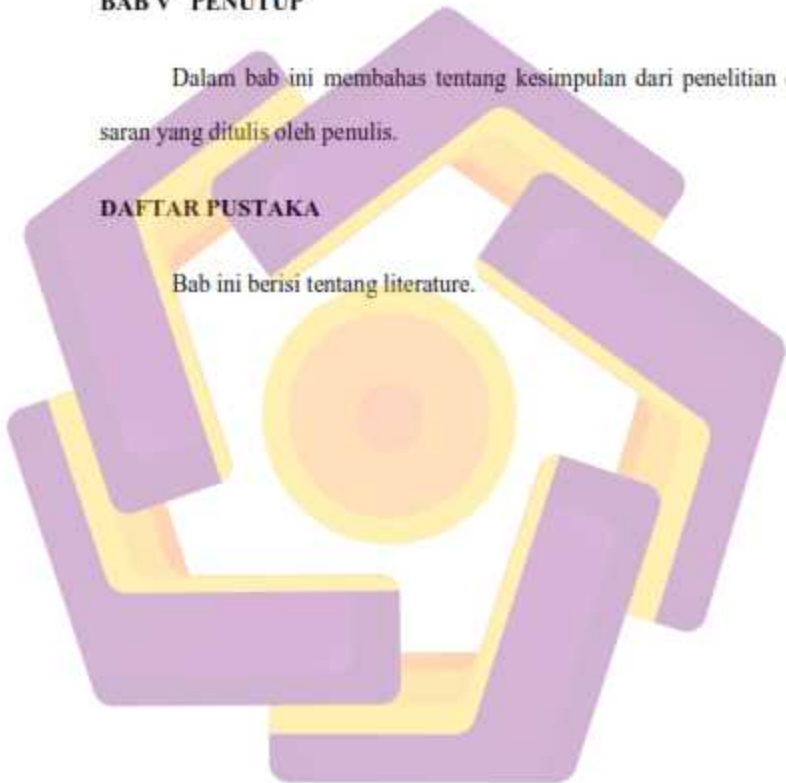 BAB V PENUTUP
Dalam bab ini membahas tentang kesimpulan dari penelitian
saran yang ditulis oleh penulis.
DAFTAR PUSTAKA
Bab ini berisi tentang literature.